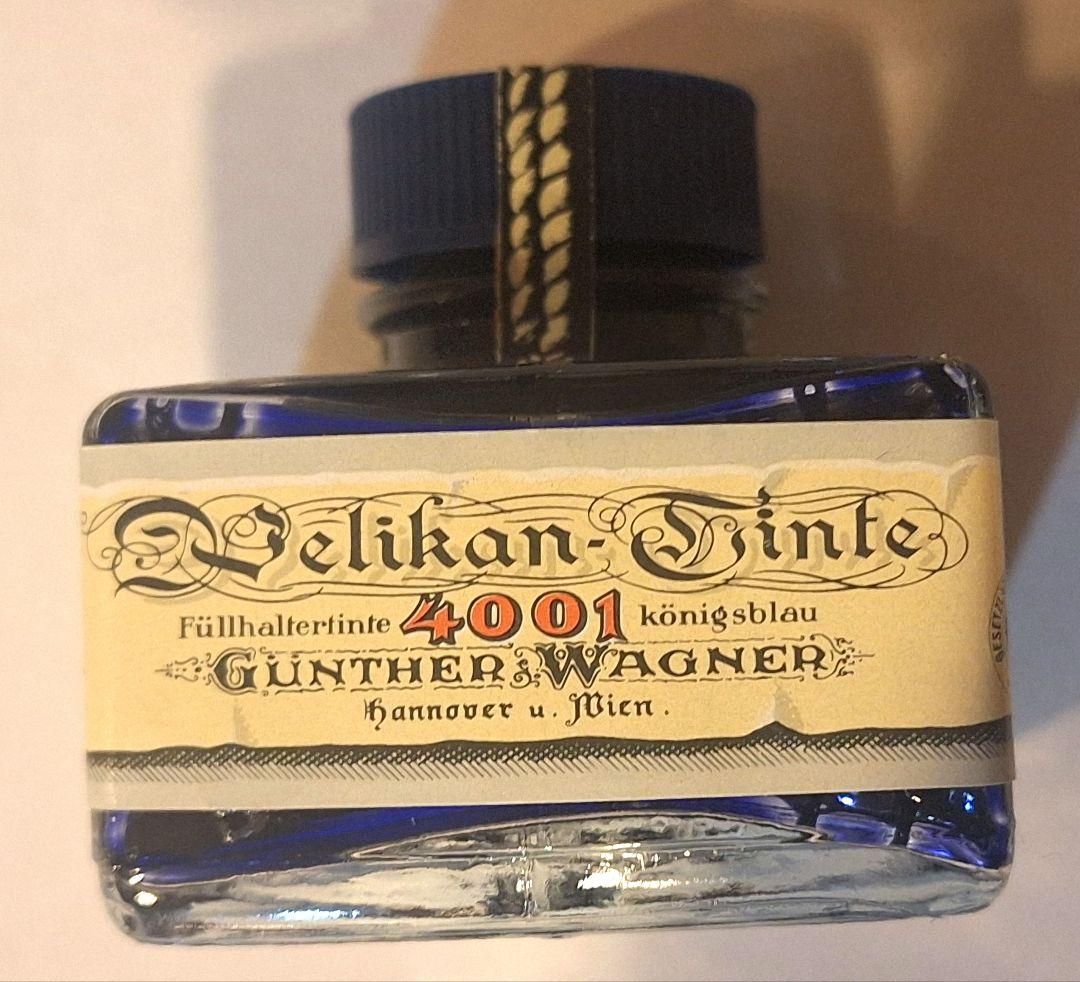 Pelikan-Tinte
Füllhaltertinte 4001 königsblau
GÜNTHER WAGNER
Hannover u. Wien.